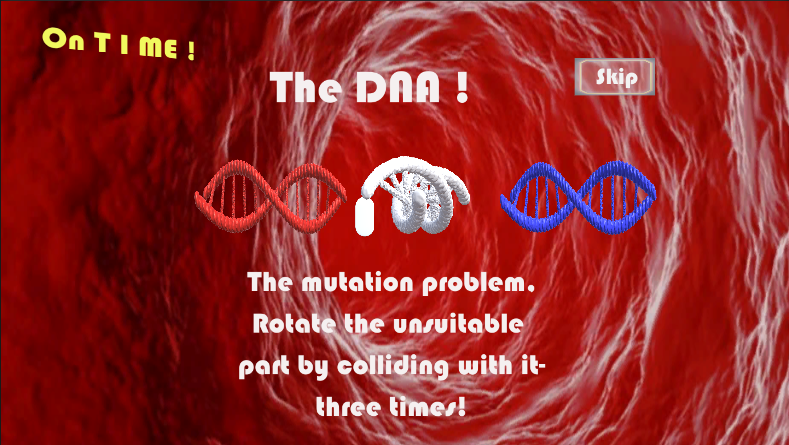 On T I ME !
The DNA !
Skip
The mutation problem,
Rotate the unsuitable
part by colliding with it-
three times!